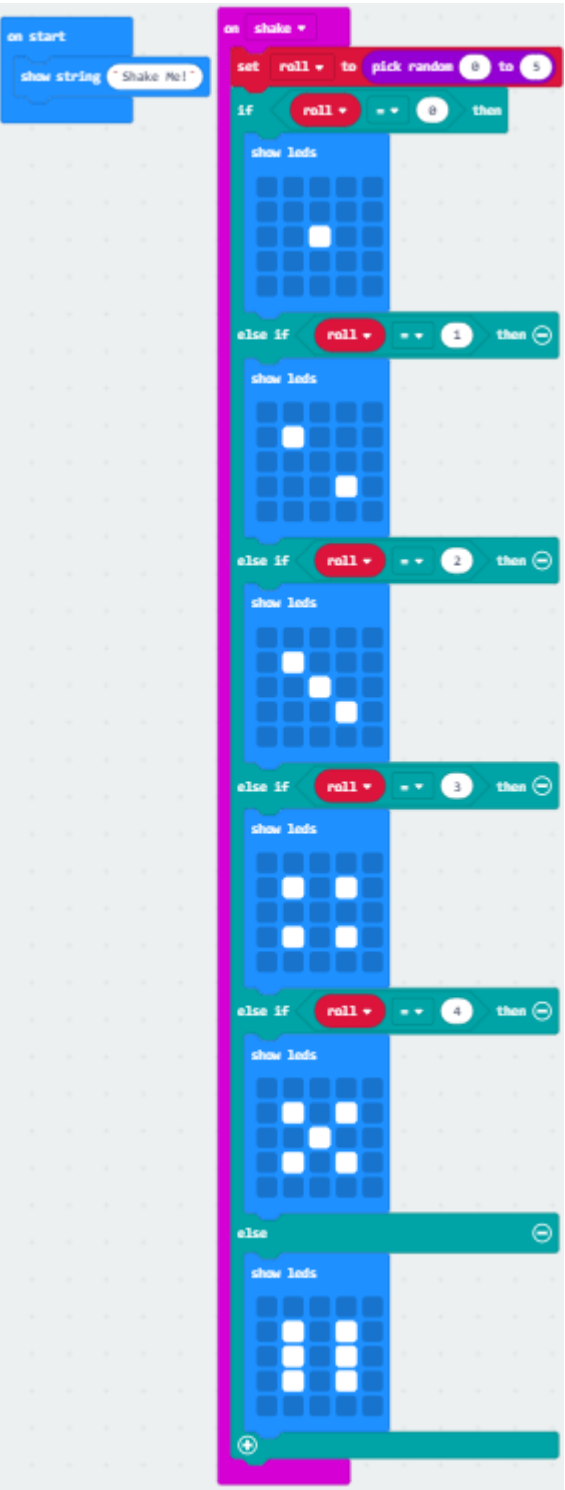 on start
show string "Shake Me!"
on shake
set roll to pick random 0 to 5
if roll = 0 then
show leds
else if roll = 1 then
show leds
else if roll = 2 then
show leds
else if roll = 3 then
show leds
else if roll = 4 then
show leds
else
show leds